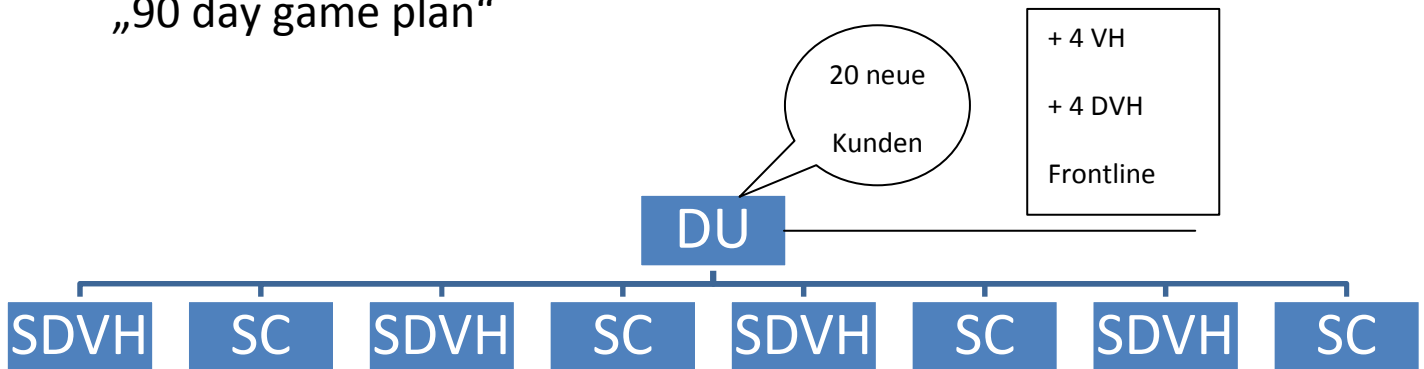 „90 day game plan“
20 neue
Kunden
+ 4 VH
+ 4 DVH
Frontline
DU
SDVH
SC
SDVH
SC
SDVH
SC
SDVH
SC